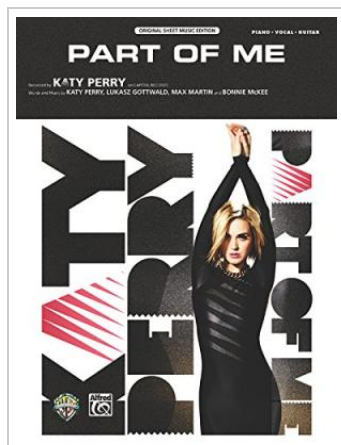 ORIGINAL SHEET MUSIC EDITION
PIANO • VOCAL • GUITAR
PART OF ME
Recorded by KATY PERRY on CAPITOL RECORDS
Words and Music by KATY PERRY, LUKASZ GOTTWALD, MAX MARTIN and BONNIE McKEE
KATY
PERRY
PART OF ME
Alfred